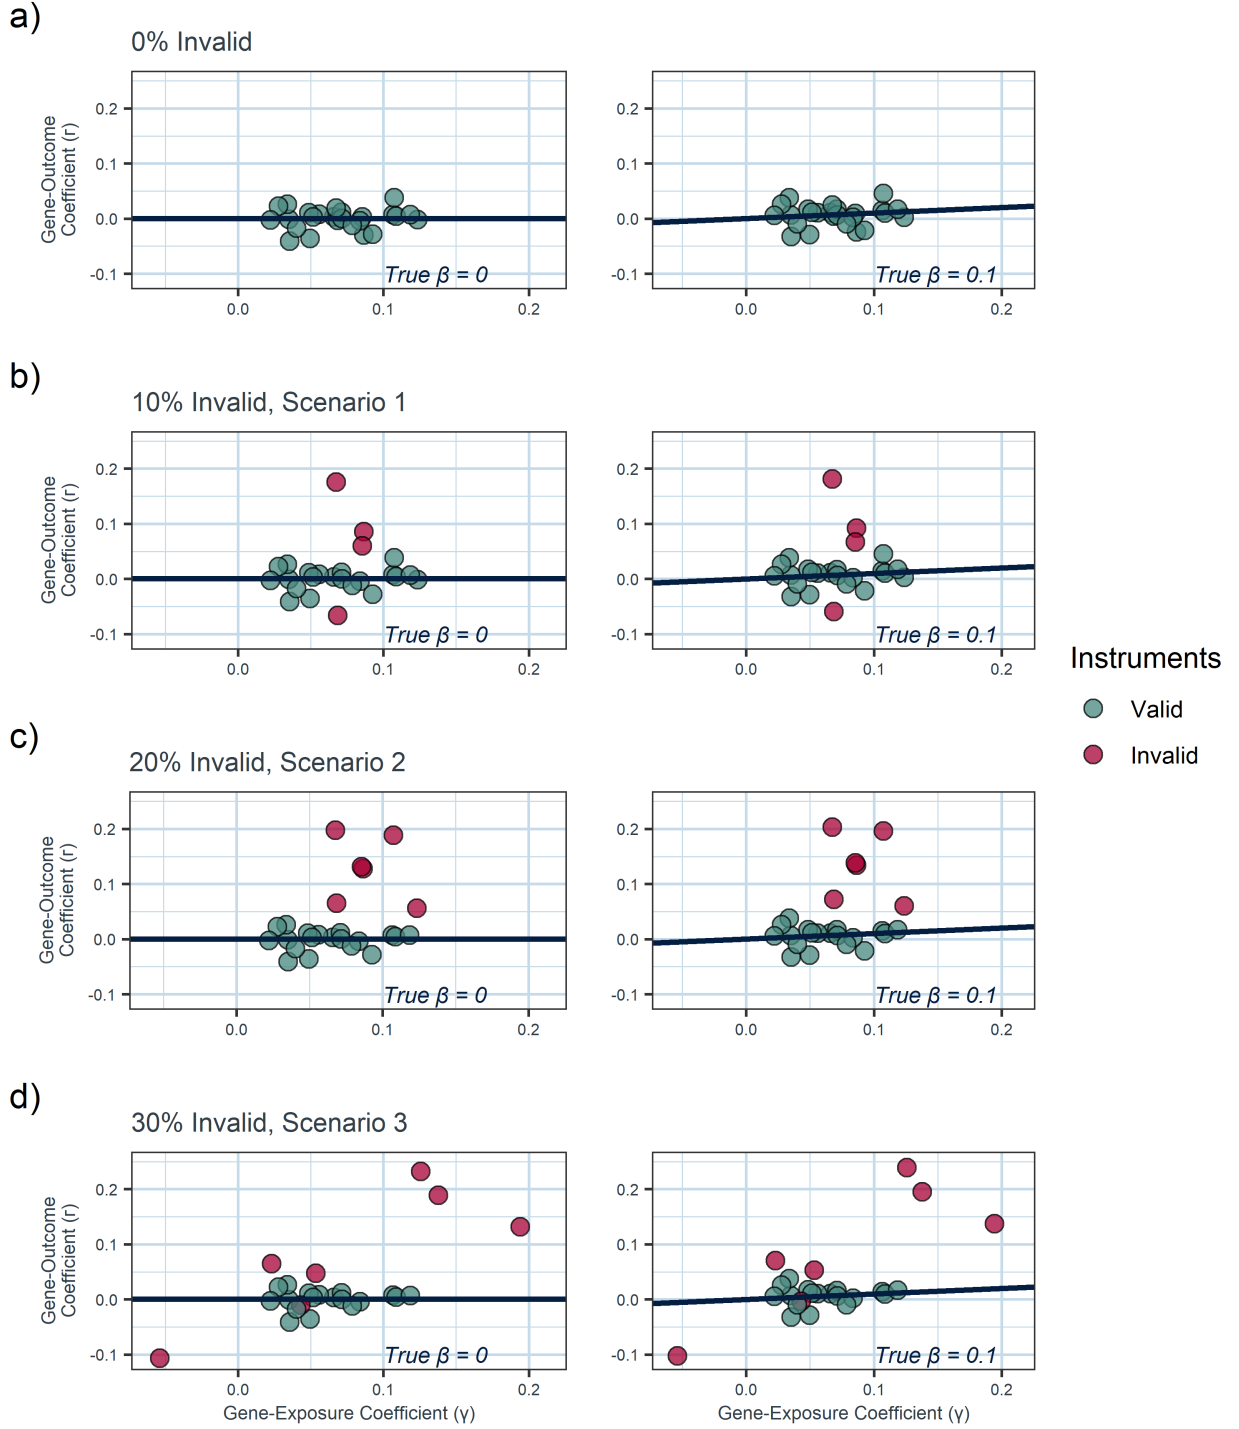 a)
0% Invalid
Gene-Outcome
Coefficient (r)
0.2
0.1
0.0
-0.1
True β = 0
0.0
0.1
0.2
0.2
0.1
0.0
-0.1
True β = 0.1
0.0
0.1
0.2
b)
10% Invalid, Scenario 1
Gene-Outcome
Coefficient (r)
0.2
0.1
0.0
-0.1
True β = 0
0.0
0.1
0.2
0.2
0.1
0.0
-0.1
True β = 0.1
0.0
0.1
0.2
Instruments
Valid
Invalid
c)
20% Invalid, Scenario 2
Gene-Outcome
Coefficient (r)
0.2
0.1
0.0
-0.1
True β = 0
0.0
0.1
0.2
0.2
0.1
0.0
-0.1
True β = 0.1
0.0
0.1
0.2
d)
30% Invalid, Scenario 3
Gene-Outcome
Coefficient (r)
0.2
0.1
0.0
-0.1
True β = 0
0.0
0.1
0.2
Gene-Exposure Coefficient (γ)
0.2
0.1
0.0
-0.1
True β = 0.1
0.0
0.1
0.2
Gene-Exposure Coefficient (γ)